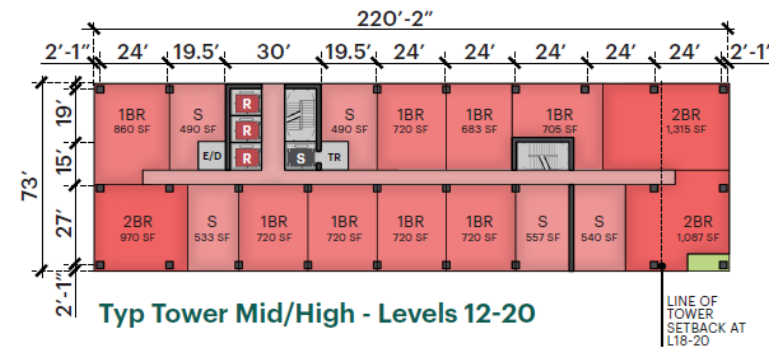 220'-2"
2'-1" 24' 19.5' 30' 19.5' 24' 24' 24' 24' 24' 2'-1"
73'
19'
15'
27'
2'-1"
1BR
860 SF
S
490 SF
R
R
R
E/D
S
TR
S
490 SF
1BR
720 SF
1BR
683 SF
1BR
705 SF
2BR
1,315 SF
2BR
970 SF
S
533 SF
1BR
720 SF
1BR
720 SF
1BR
720 SF
1BR
720 SF
S
557 SF
S
540 SF
2BR
1,087 SF
Typ Tower Mid/High - Levels 12-20
LINE OF
TOWER
SETBACK AT
L18-20